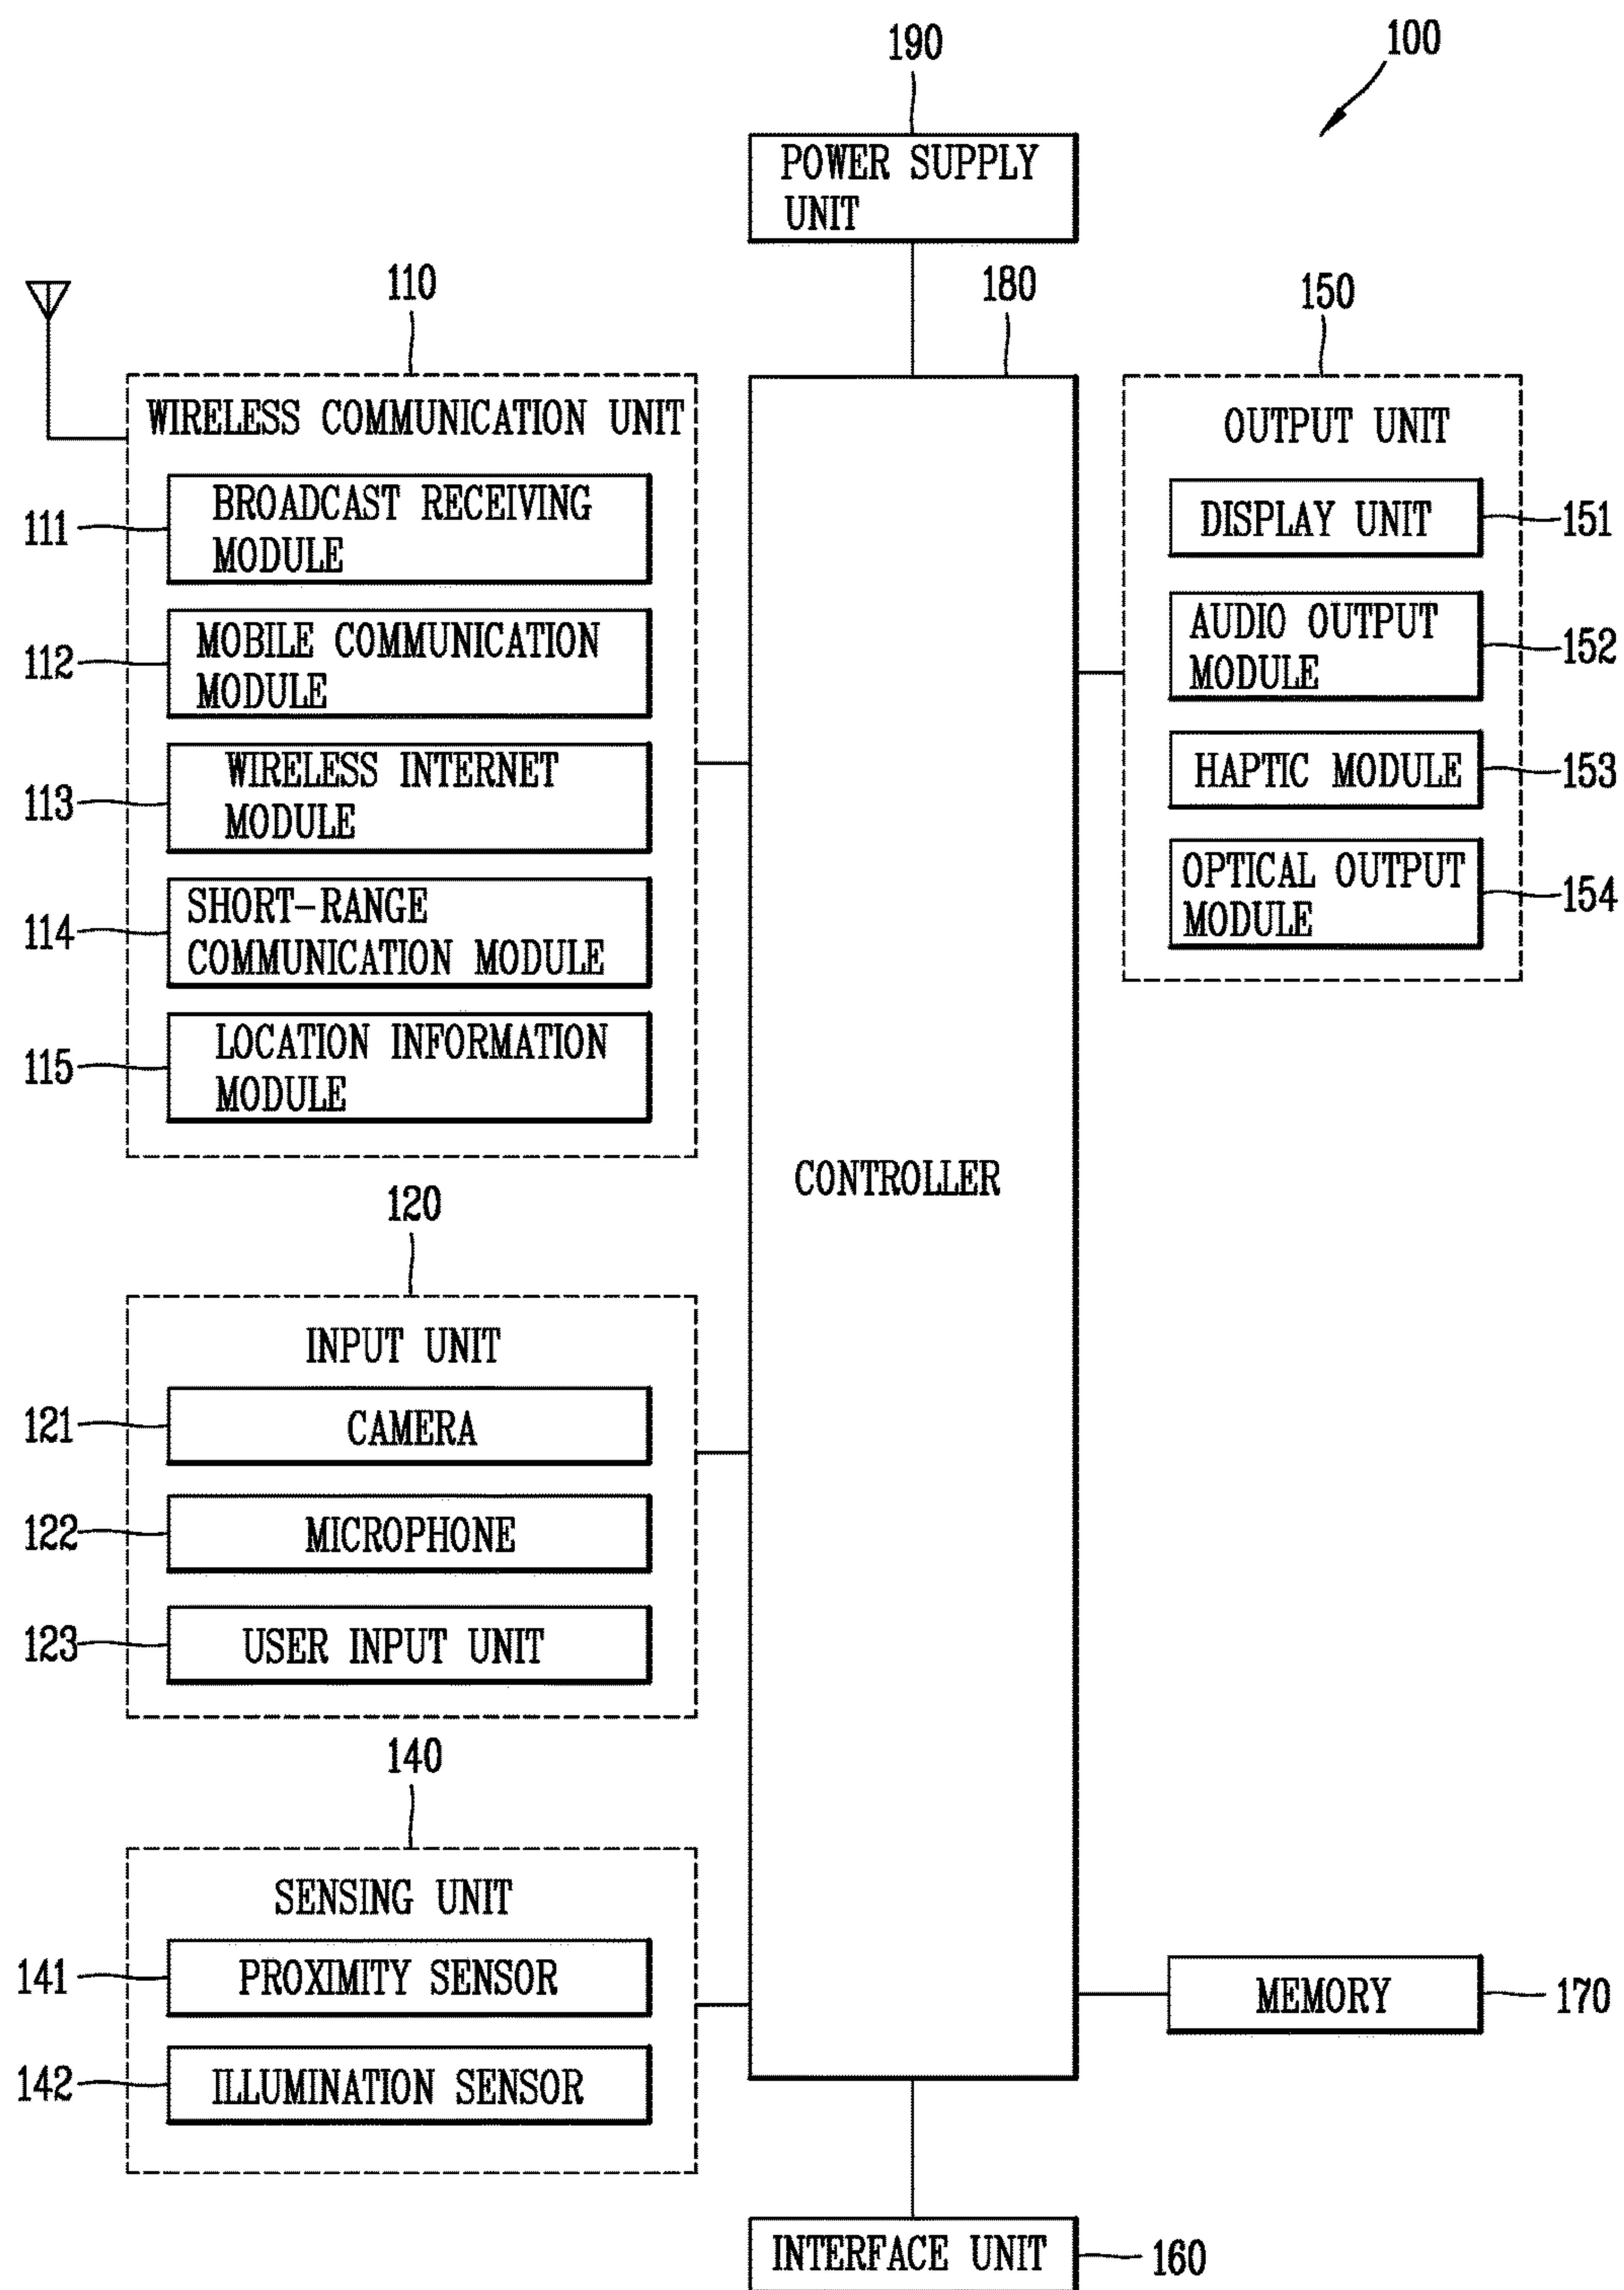 190
100
POWER SUPPLY
UNIT
110
180
150
WIRELESS COMMUNICATION UNIT
111
BROADCAST RECEIVING
MODULE
112
MOBILE COMMUNICATION
MODULE
113
WIRELESS INTERNET
MODULE
114
SHORT-RANGE
COMMUNICATION MODULE
115
LOCATION INFORMATION
MODULE
OUTPUT UNIT
DISPLAY UNIT
151
AUDIO OUTPUT
MODULE
152
HAPTIC MODULE
153
OPTICAL OUTPUT
MODULE
154
CONTROLLER
120
INPUT UNIT
121
CAMERA
122
MICROPHONE
123
USER INPUT UNIT
140
SENSING UNIT
141
PROXIMITY SENSOR
142
ILLUMINATION SENSOR
MEMORY
170
INTERFACE UNIT
160